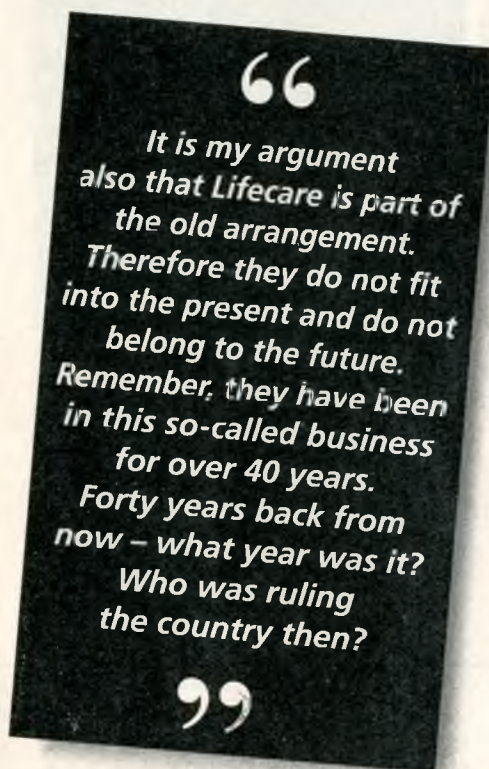 “
It is my argument
also that Lifecare is part of
the old arrangement.
Therefore they do not fit
into the present and do not
belong to the future.
Remember, they have been
in this so-called business
for over 40 years.
Forty years back from
now – what year was it?
Who was ruling
the country then?
”